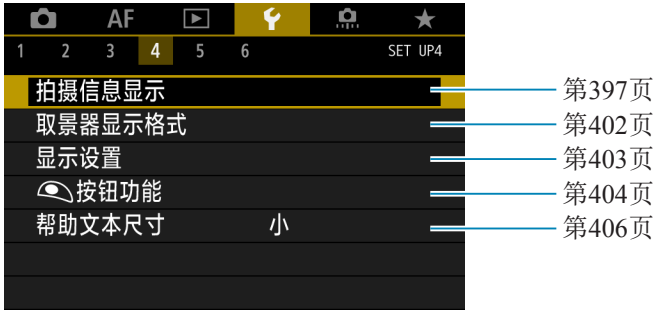 AF
1 2 3 4 5 6 SET UP4
拍摄信息显示 第397页
取景器显示格式 第402页
显示设置 第403页
按钮功能 第404页
帮助文本尺寸 小 第406页